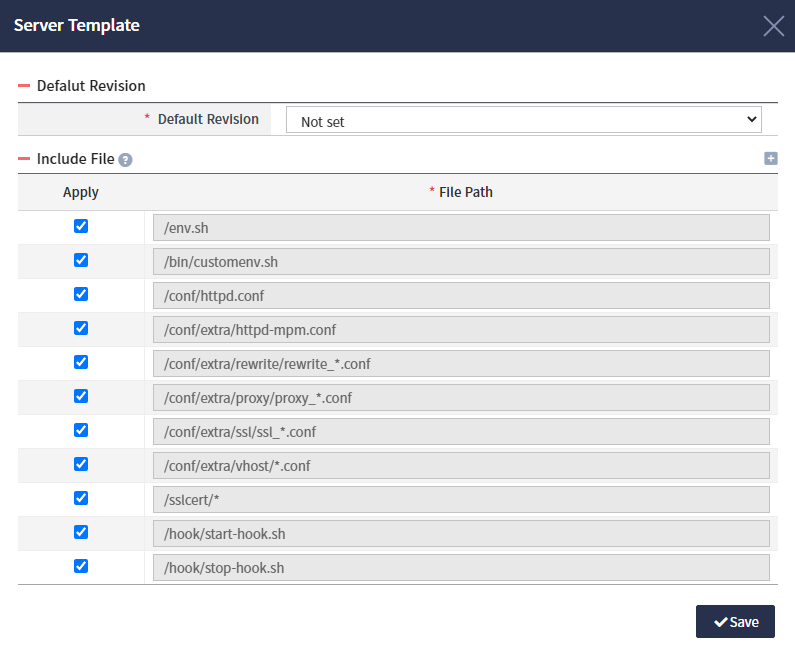 Server Template
Defalut Revision
* Default Revision
Not set
Include File ?
Apply
* File Path
/env.sh
/bin/customenv.sh
/conf/httpd.conf
/conf/extra/httpd-mpm.conf
/conf/extra/rewrite/rewrite_*.conf
/conf/extra/proxy/proxy_*.conf
/conf/extra/ssl/ssl_*.conf
/conf/extra/vhost/*.conf
/sslcert/*
/hook/start-hook.sh
/hook/stop-hook.sh
Save